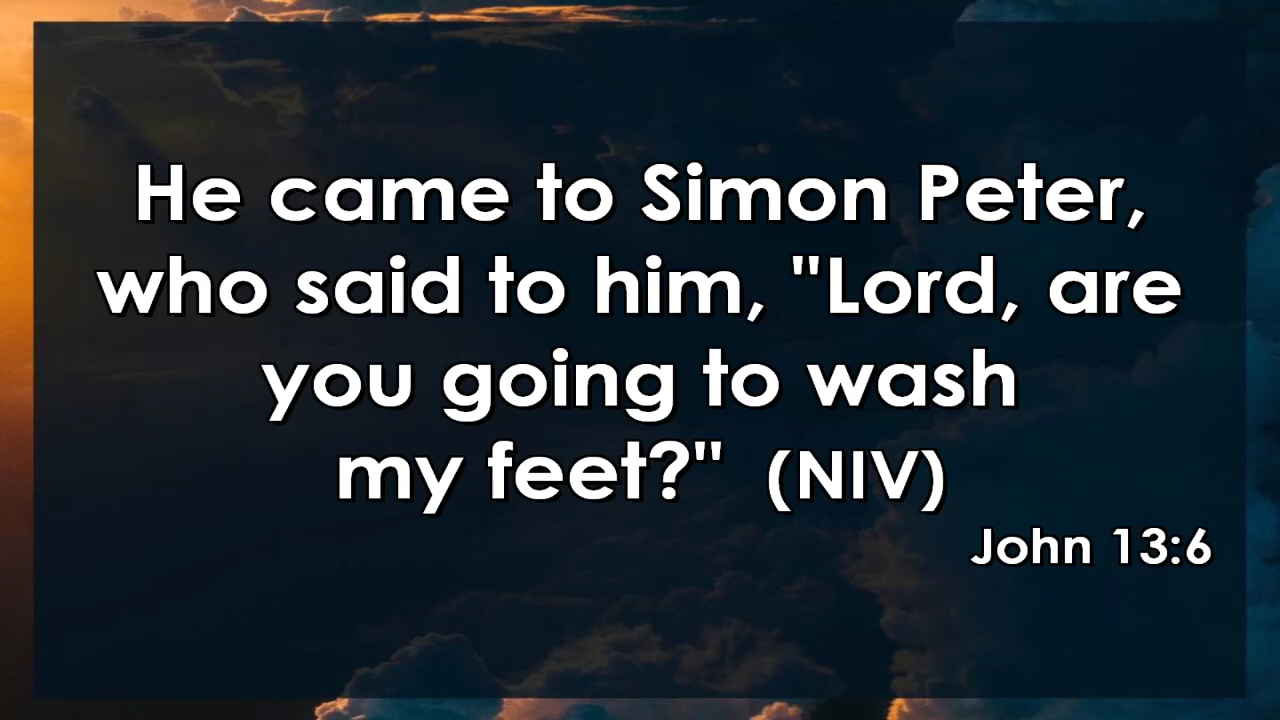 He came to Simon Peter,
who said to him, "Lord, are
you going to wash
my feet?" (NIV)
John 13:6